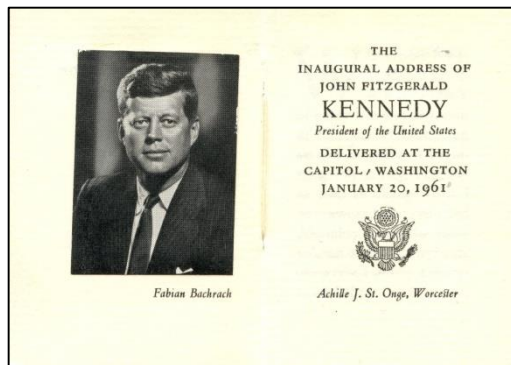 Fabian Bachrach
THE
INAUGURAL ADDRESS OF
JOHN FITZGERALD
KENNEDY
President of the United States
DELIVERED AT THE
CAPITOL, WASHINGTON
JANUARY 20, 1961
Achille J. St. Onge, Worcester